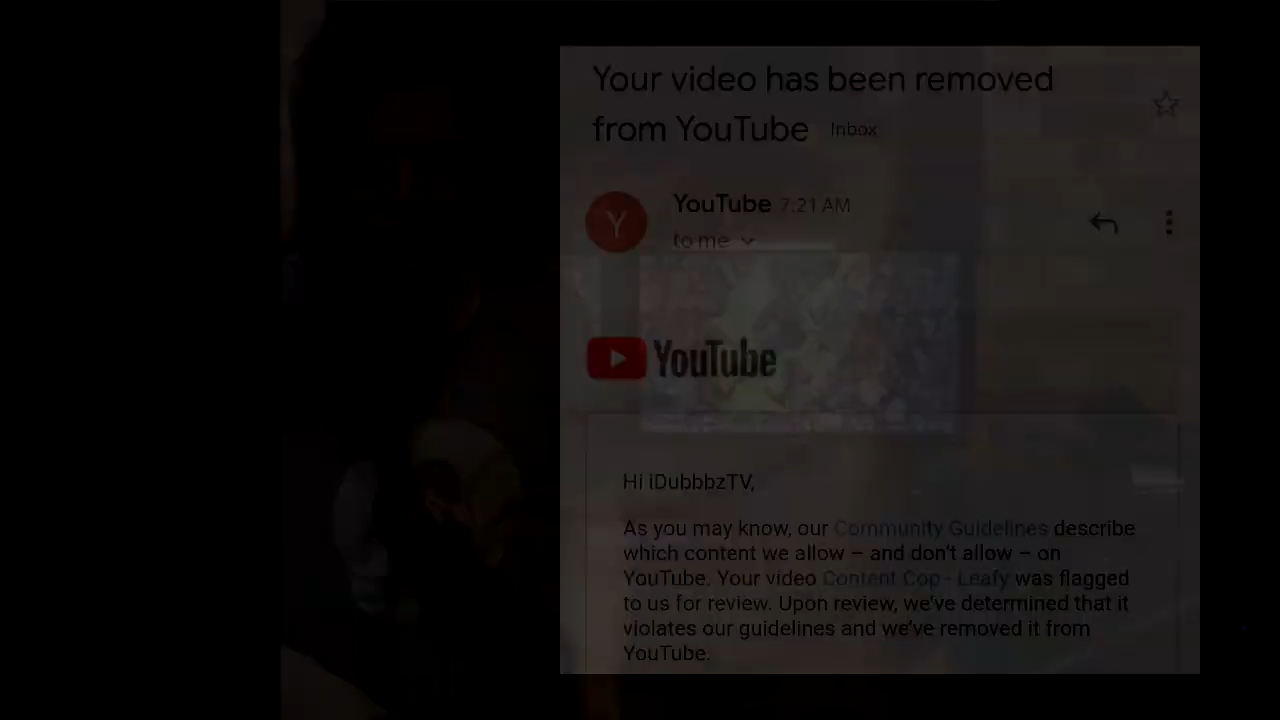 Your video has been removed
from YouTube Inbox
Y
YouTube 7:21 AM
to me
YouTube
Hi iDubbbzTV,
As you may know, our Community Guidelines describe
which content we allow – and don't allow – on
YouTube. Your video Content Cop - Leafy was flagged
to us for review. Upon review, we've determined that it
violates our guidelines and we've removed it from
YouTube.